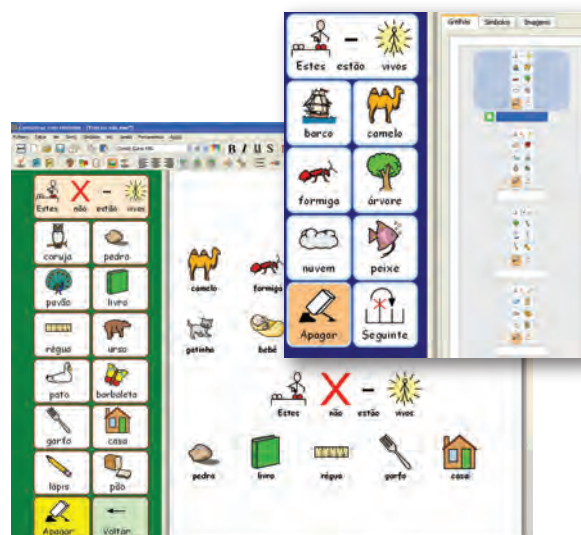 Grelhas Símbolos Imagens
Estes estão vivos
barco camelo
formiga árvore
nuvem peixe
Apagar Seguinte
B I U S
Estes não estão vivos
coruja pedra
pavão livro
régua urso
pato borboleta
garfo casa
lápis pão
Apagar Voltar
camelo formiga
gatinho bebé
Estes não estão vivos
pedra livro régua garfo casa